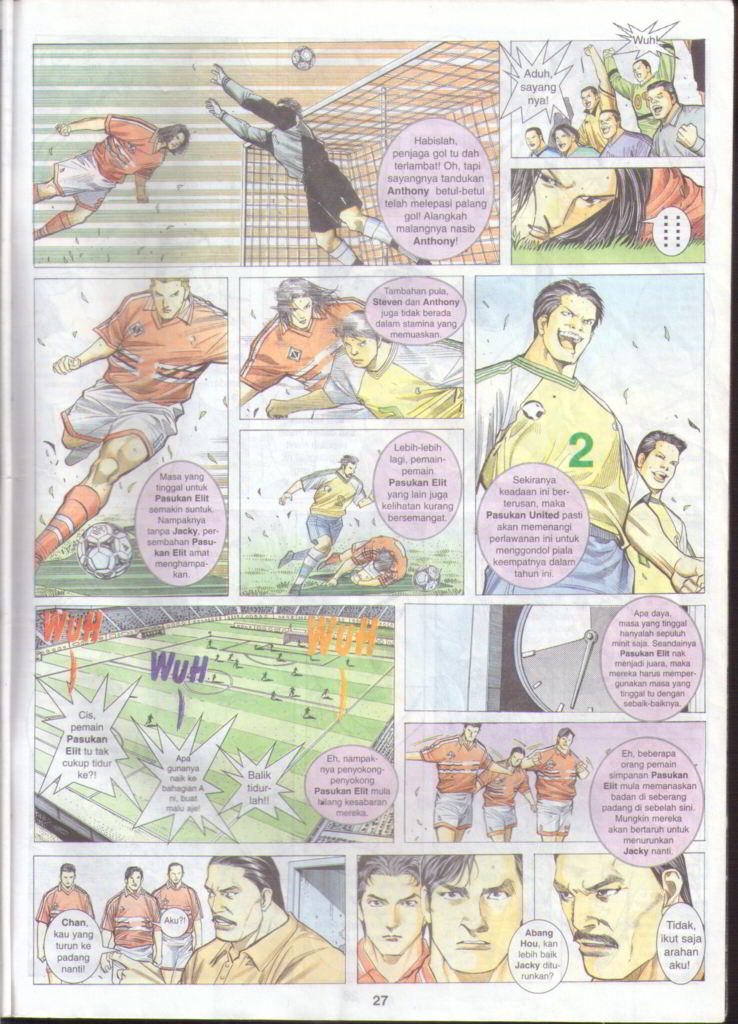 Habislah,
penjaga gol tu dah
terlambat! Oh, tapi
sayangnya tandukan
Anthony betul-betul
telah melepasi palang
gol! Alangkah
malangnya nasib
Anthony!
Aduh,
sayang
nya!
Wuh!
Masa yang
tinggal untuk
Pasukan Elit
semakin suntuk.
Nampaknya
tanpa Jacky, per-
sembahan Pasu-
kan Elit amat
menghampa-
kan.
Tambahan pula,
Steven dan Anthony
juga tidak berada
dalam stamina yang
memuaskan.
Lebih-lebih
lagi, pemain-
pemain
Pasukan Elit
yang lain juga
kelihatan kurang
bersemangat.
2
Sekiranya
keadaan ini ber-
terusan, maka
Pasukan United pasti
akan memenangi
perlawanan ini untuk
menggondol piala
keempatnya dalam
tahun ini.
WUH
WUH
WUH
Cis,
pemain
Pasukan
Elit tu tak
cukup tidur
ke?!
Apa
gunanya
naik ke
bahagian A
ni, buat
malu aje!
Balik
tidur-
lah!!
Eh, nampak-
nya penyokong-
penyokong
Pasukan Elit mula
hilang kesabaran
mereka.
Apa daya,
masa yang tinggal
hanyalah sepuluh
minit saja. Seandainya
Pasukan Elit nak
menjadi juara, maka
mereka harus memper-
gunakan masa yang
tinggal tu dengan
sebaik-baiknya.
Eh, beberapa
orang pemain
simpanan Pasukan
Elit mula memanaskan
badan di seberang
padang di sebelah sini.
Mungkin mereka
akan bertaruh untuk
menurunkan
Jacky nanti.
Chan,
kau yang
turun ke
padang
nanti!
Aku?!
Abang
Hou, kan
lebih baik
Jacky ditu-
runkan?
Tidak,
ikut saja
arahan
aku!
27